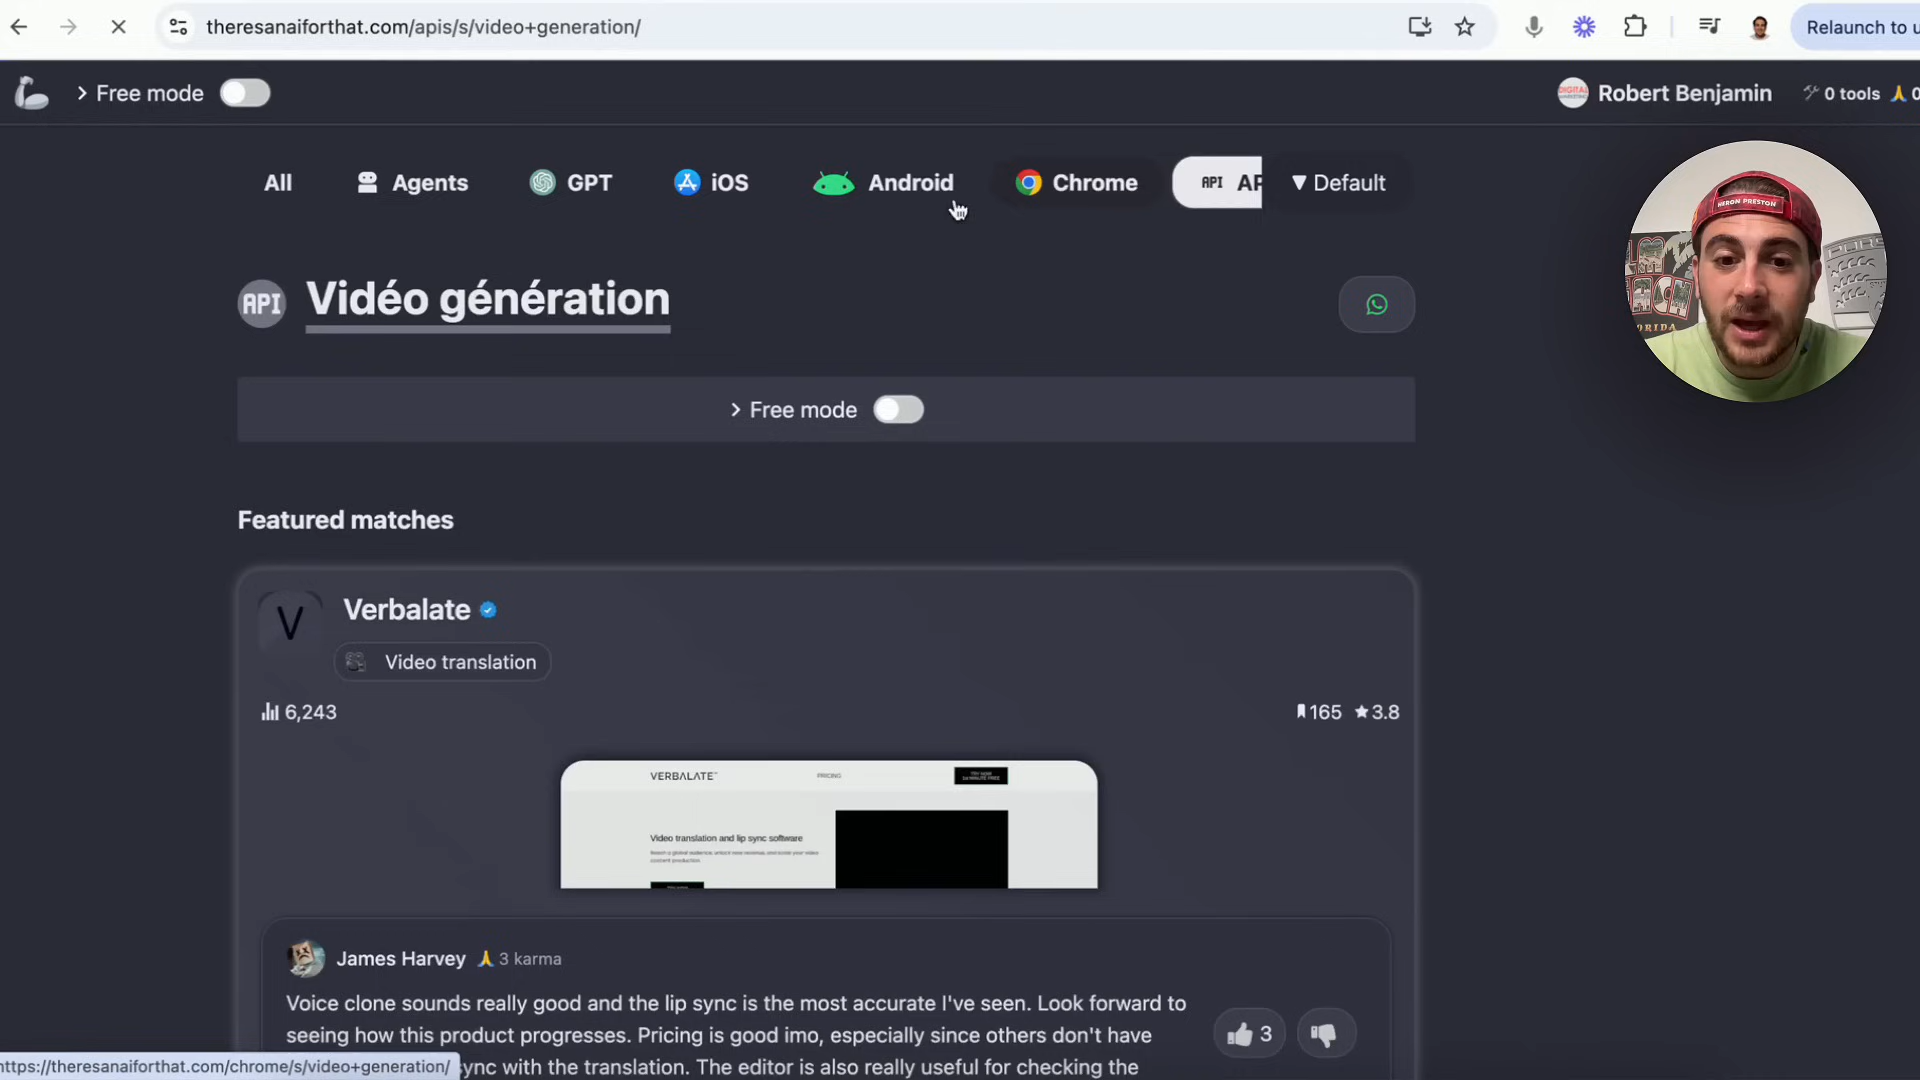 theresanaiforthat.com/apis/s/video+generation/
Relaunch to u
Free mode
Robert Benjamin
0 tools
All
Agents
GPT
iOS
Android
Chrome
API AP
▼ Default
HERON PRESTON
API
Vidéo génération
Free mode
Featured matches
V
Verbalate
Video translation
6,243
165
3.8
VERBALATE
PRICING
Video translation and lip sync software
James Harvey
3 karma
Voice clone sounds really good and the lip sync is the most accurate I've seen. Look forward to
seeing how this product progresses. Pricing is good imo, especially since others don't have
3
https://theresanaiforthat.com/chrome/s/video+generation/
ync with the translation. The editor is also really useful for checking the